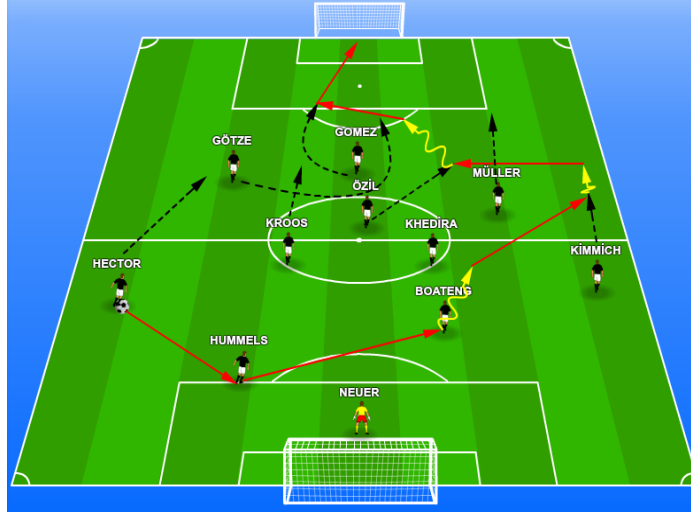 GOMEZ
GÖTZE
MÜLLER
ÖZİL
KROOS
KHEDİRA
KİMMİCH
HECTOR
BOATENG
HUMMELS
NEUER